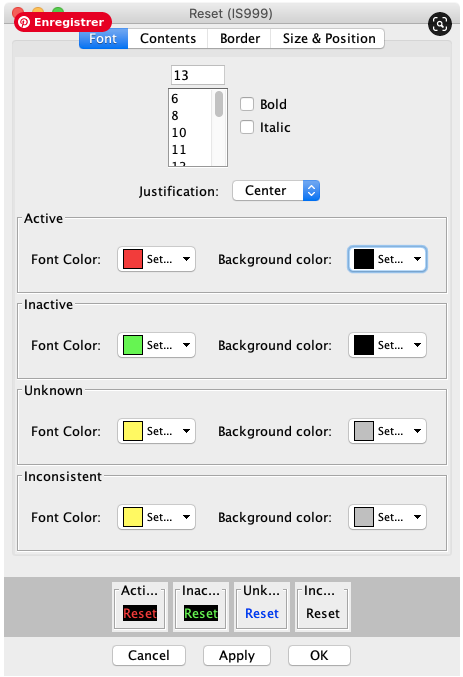 Reset (IS999)
Enregistrer
Font Contents Border Size & Position
13
6
8
10
11
Bold
Italic
Justification: Center
Active
Font Color: Set... Background color: Set...
Inactive
Font Color: Set... Background color: Set...
Unknown
Font Color: Set... Background color: Set...
Inconsistent
Font Color: Set... Background color: Set...
Acti... Inac... Unk... Inc...
Reset Reset Reset Reset
Cancel Apply OK